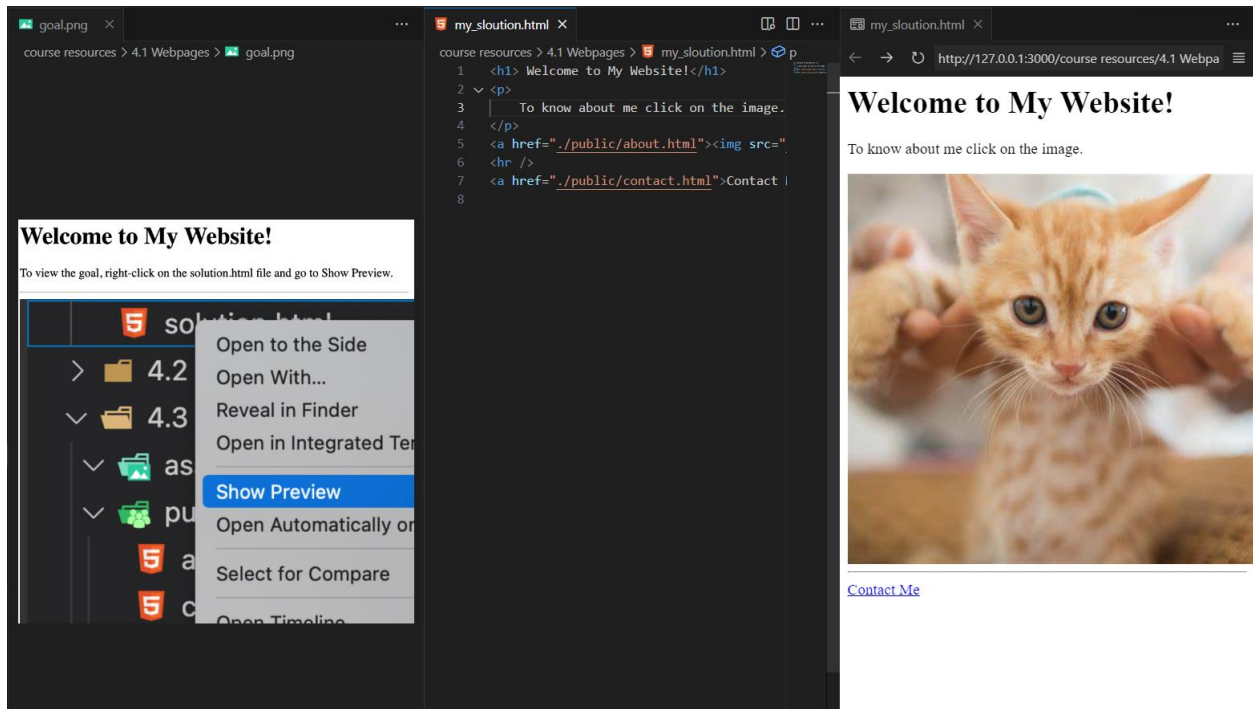 goal.png
course resources > 4.1 Webpages > goal.png
Welcome to My Website!
To view the goal, right-click on the solution.html file and go to Show Preview.
solution.html
4.2
4.3
as
pu
a
c
Open to the Side
Open With...
Reveal in Finder
Open in Integrated Ter
Show Preview
Open Automatically or
Select for Compare
Open Timeline
my_sloution.html
course resources > 4.1 Webpages > my_sloution.html > p
1 <h1> Welcome to My Website!</h1>
2 <p>
3 To know about me click on the image.
4 </p>
5 <a href="./public/about.html"><img src="
6 <hr />
7 <a href="./public/contact.html">Contact
8
my_sloution.html
http://127.0.0.1:3000/course resources/4.1 Webpa
Welcome to My Website!
To know about me click on the image.
Contact Me